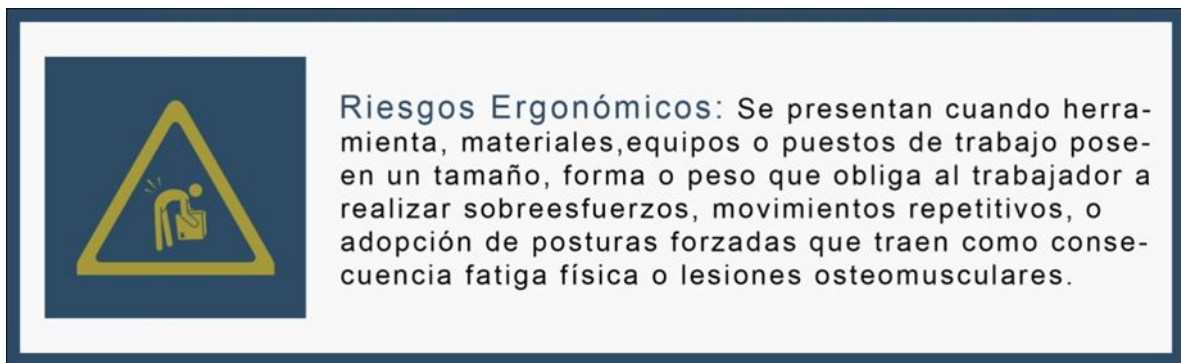 Riesgos Ergonómicos: Se presentan cuando herra-
mienta, materiales,equipos o puestos de trabajo pose-
en un tamaño, forma o peso que obliga al trabajador a
realizar sobreesfuerzos, movimientos repetitivos, o
adopción de posturas forzadas que traen como conse-
cuencia fatiga física o lesiones osteomusculares.